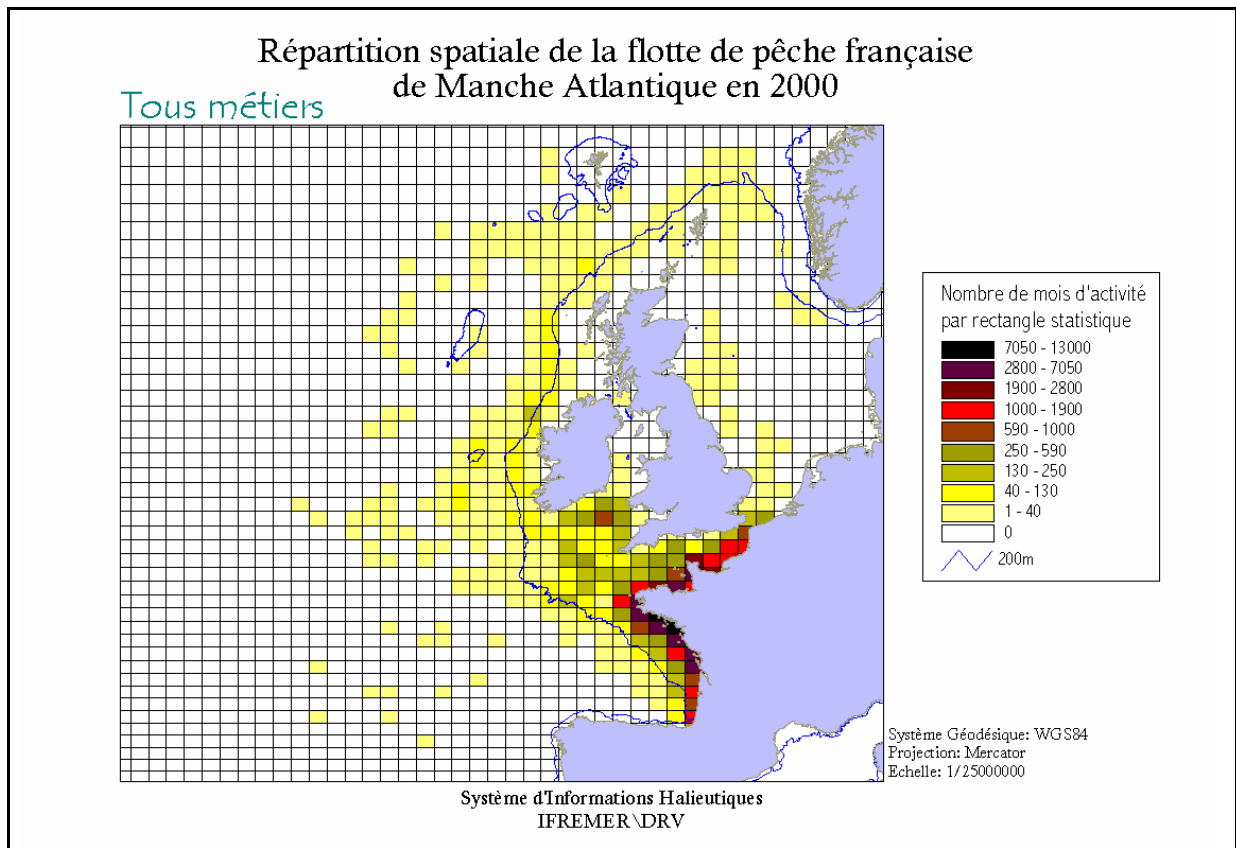 Répartition spatiale de la flotte de pêche française
de Manche Atlantique en 2000
Tous métiers
Nombre de mois d'activité
par rectangle statistique
7050 - 13000
2800 - 7050
1900 - 2800
1000 - 1900
590 - 1000
250 - 590
130 - 250
40 - 130
1 - 40
0
200m
Système Géodésique: WGS84
Projection: Mercator
Echelle: 1/25000000
Système d'Informations Halieutiques
IFREMER\DRV